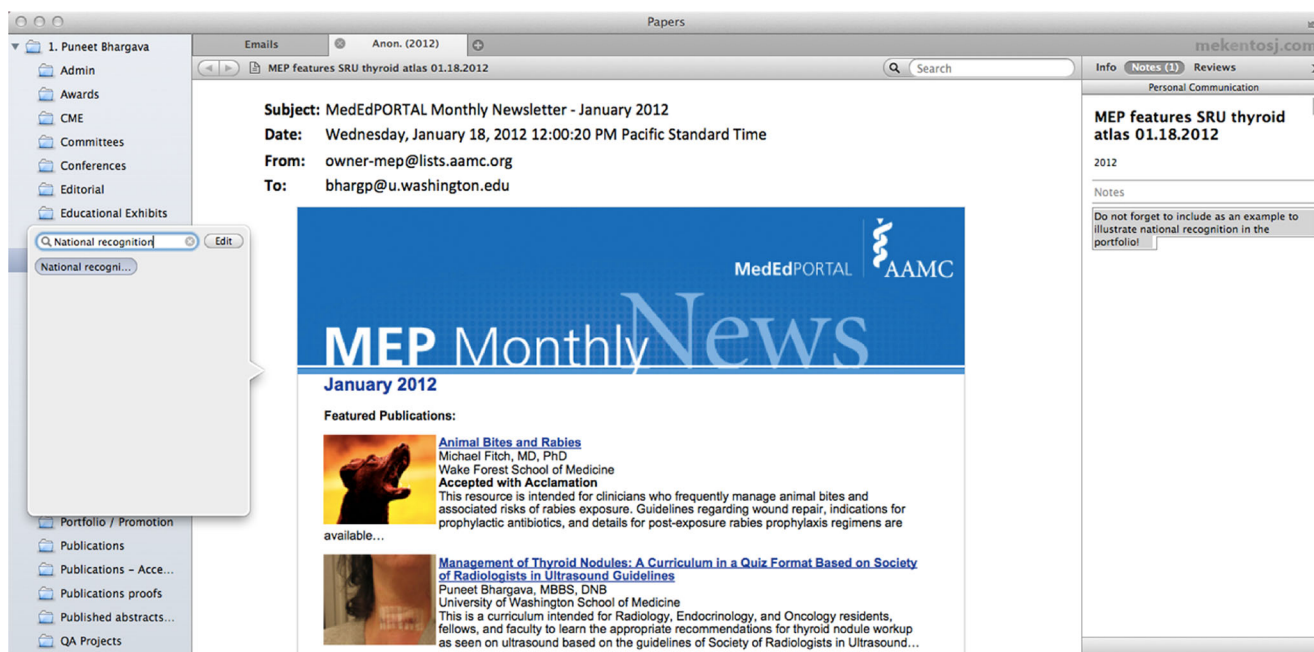 Papers
1. Puneet Bhargava
Admin
Awards
CME
Committees
Conferences
Editorial
Educational Exhibits
National recognition
Edit
National recogni...
Portfolio / Promotion
Publications
Publications – Acce...
Publications proofs
Published abstracts...
QA Projects
Emails
Anon. (2012)
mekentosj.com
MEP features SRU thyroid atlas 01.18.2012
Search
Subject: MedEdPORTAL Monthly Newsletter - January 2012
Date: Wednesday, January 18, 2012 12:00:20 PM Pacific Standard Time
From: owner-mep@lists.aamc.org
To: bhargp@u.washington.edu
MedEdPORTAL
AAMC
MEP Monthly News
January 2012
Featured Publications:
Animal Bites and Rabies
Michael Fitch, MD, PhD
Wake Forest School of Medicine
Accepted with Acclamation
This resource is intended for clinicians who frequently manage animal bites and
associated risks of rabies exposure. Guidelines regarding wound repair, indications for
prophylactic antibiotics, and details for post-exposure rabies prophylaxis regimens are
available...
Management of Thyroid Nodules: A Curriculum in a Quiz Format Based on Society
of Radiologists in Ultrasound Guidelines
Puneet Bhargava, MBBS, DNB
University of Washington School of Medicine
This is a curriculum intended for Radiology, Endocrinology, and Oncology residents,
fellows, and faculty to learn the appropriate recommendations for thyroid nodule workup
as seen on ultrasound based on the guidelines of Society of Radiologists in Ultrasound...
Info
Notes (1)
Reviews
Personal Communication
MEP features SRU thyroid
atlas 01.18.2012
2012
Notes
Do not forget to include as an example to
illustrate national recognition in the
portfolio!